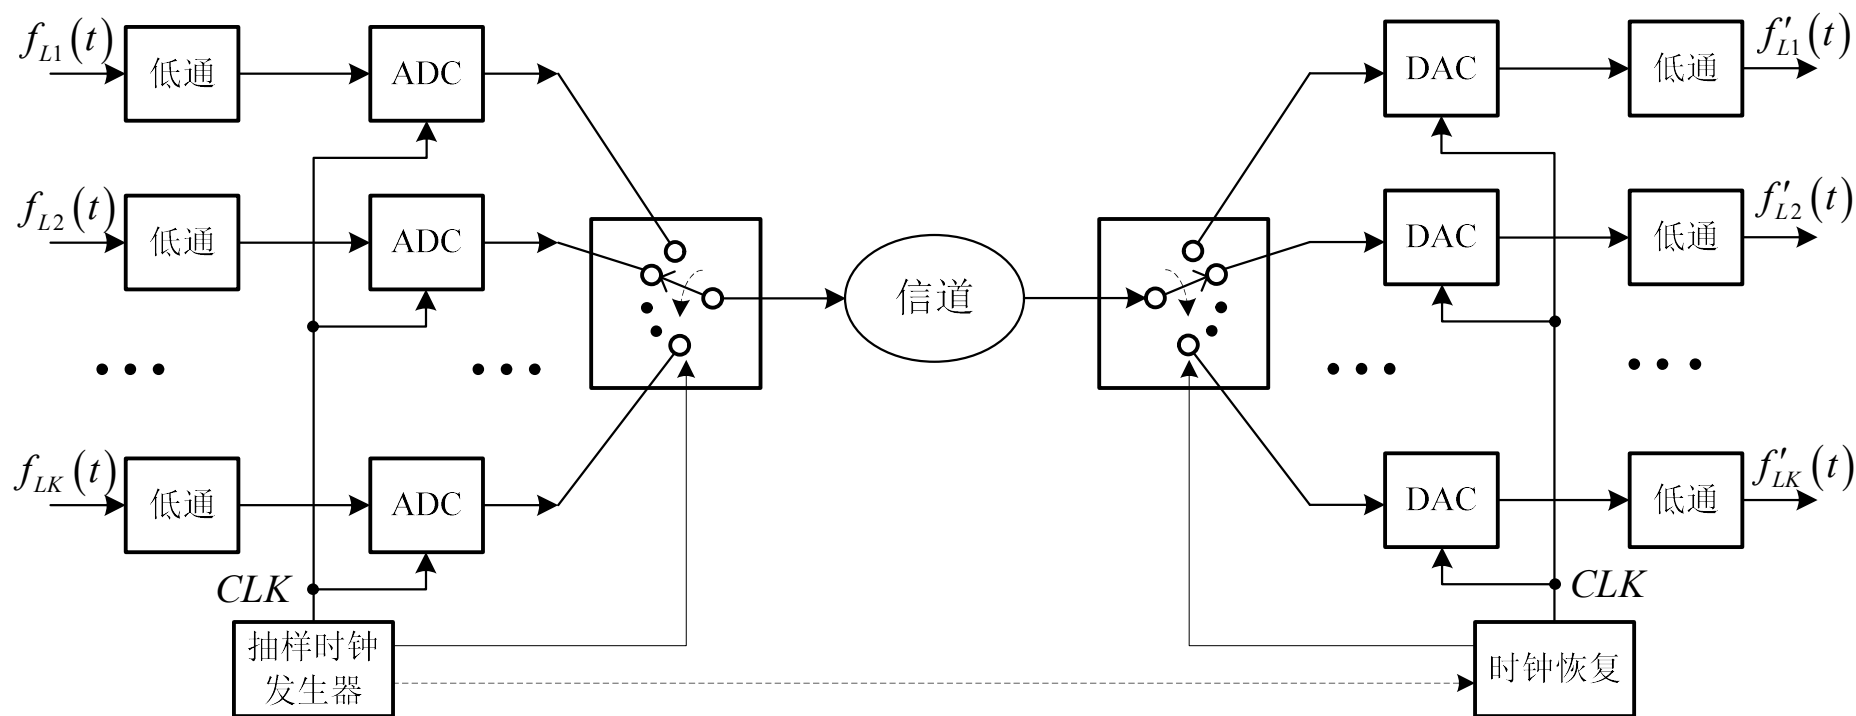 f_{L1}(t)
低通
ADC
DAC
低通
f'_{L1}(t)
f_{L2}(t)
低通
ADC
DAC
低通
f'_{L2}(t)
信道
f_{LK}(t)
低通
ADC
DAC
低通
f'_{LK}(t)
CLK
CLK
抽样时钟
发生器
时钟恢复